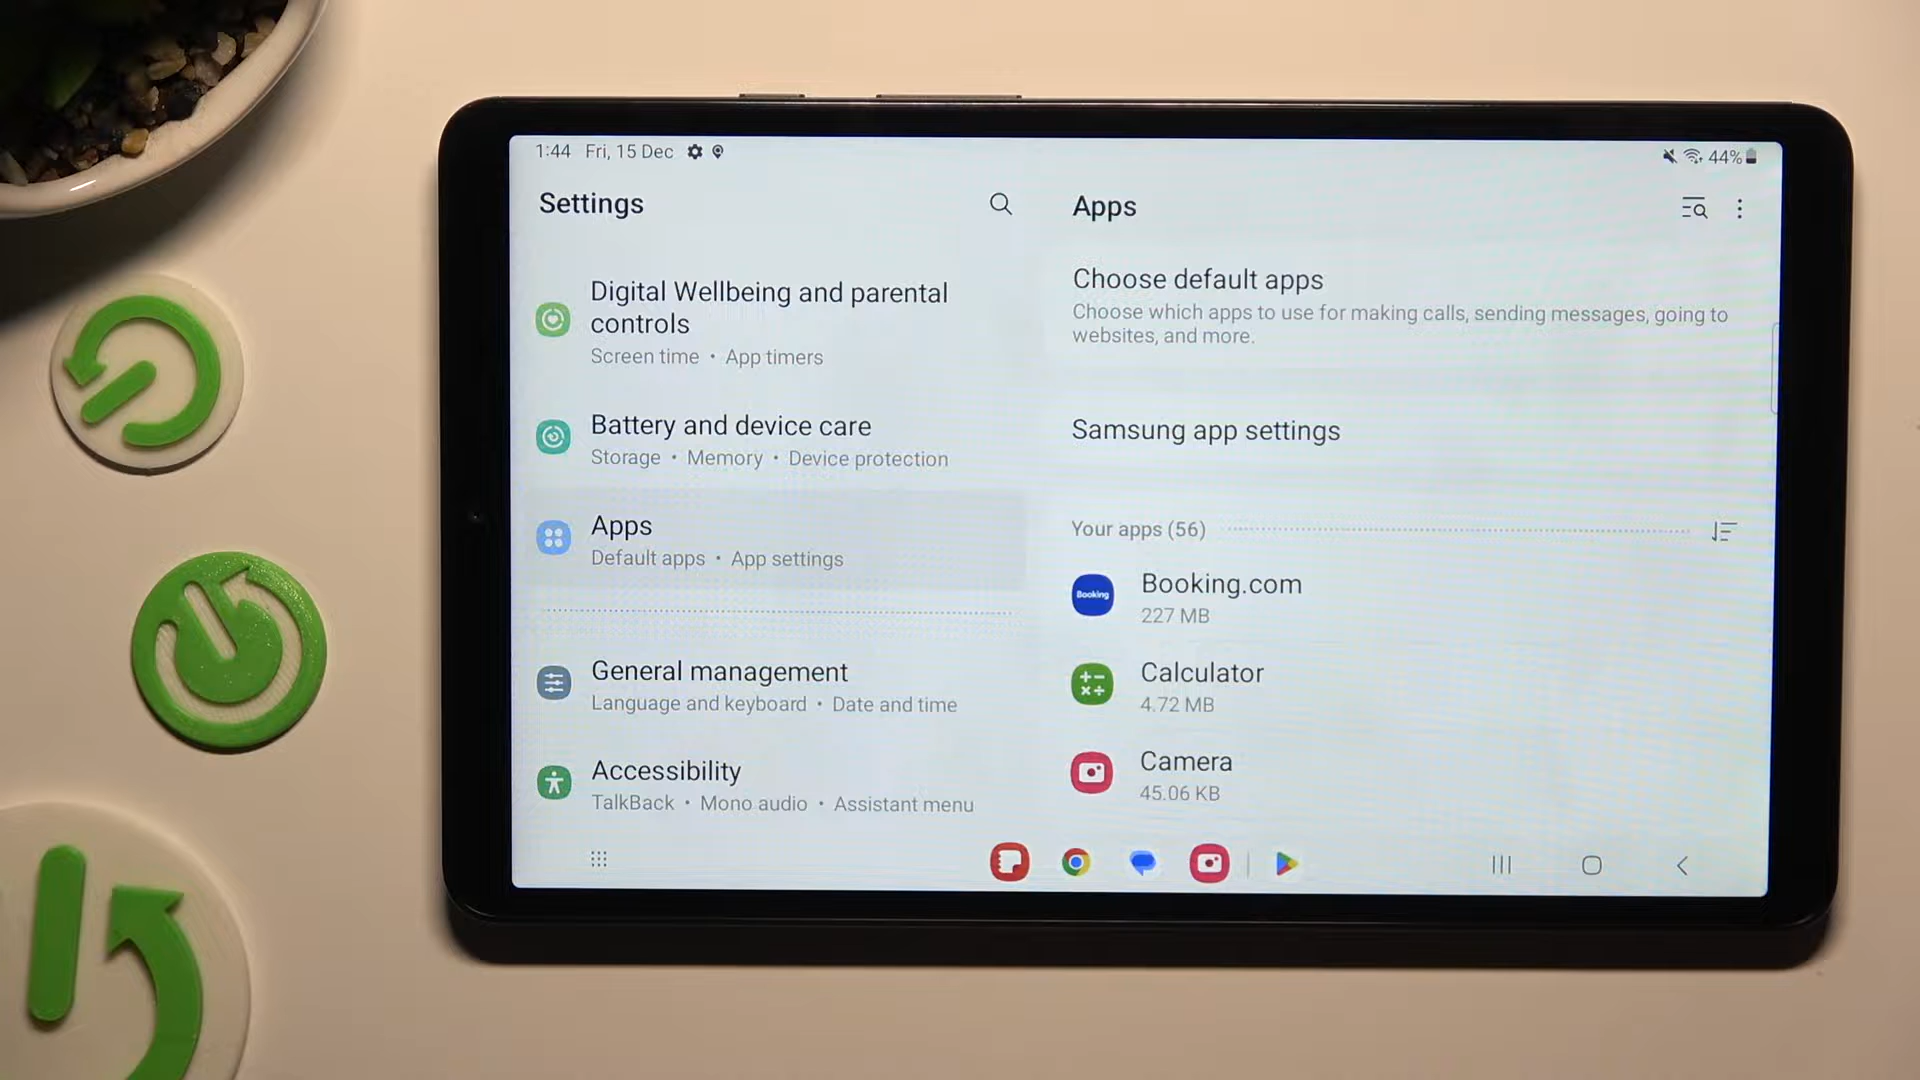 1:44 Fri, 15 Dec
44%
Settings
Digital Wellbeing and parental
controls
Screen time • App timers
Battery and device care
Storage • Memory • Device protection
Apps
Default apps • App settings
General management
Language and keyboard • Date and time
Accessibility
TalkBack • Mono audio • Assistant menu
Apps
Choose default apps
Choose which apps to use for making calls, sending messages, going to
websites, and more.
Samsung app settings
Your apps (56)
Booking
Booking.com
227 MB
Calculator
4.72 MB
Camera
45.06 KB